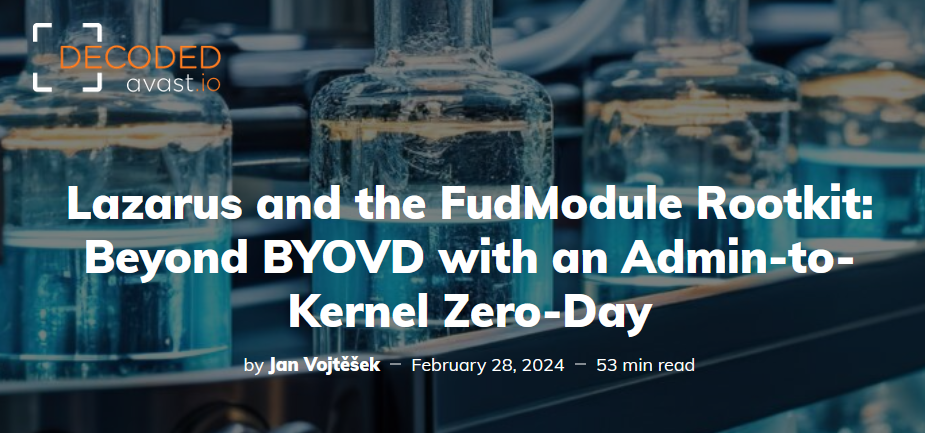 DECODED
avast.io
Lazarus and the FudModule Rootkit:
Beyond BYOVD with an Admin-to-
Kernel Zero-Day
by Jan Vojtěšek — February 28, 2024 — 53 min read